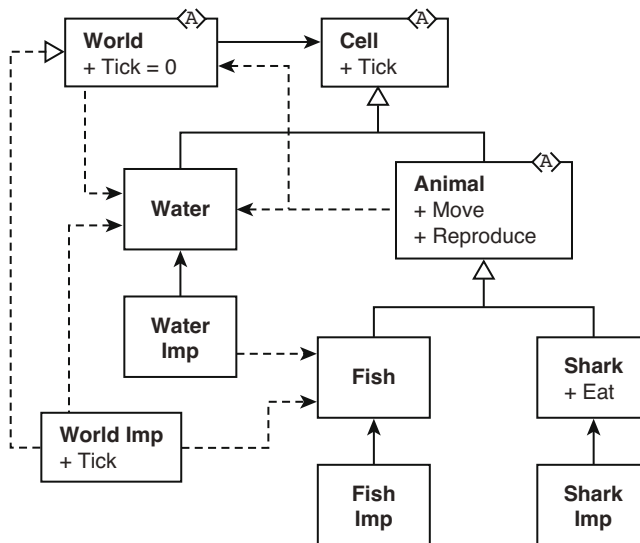 <A>
World
+ Tick = 0
<A>
Cell
+ Tick
Water
<A>
Animal
+ Move
+ Reproduce
Water
Imp
Fish
Shark
+ Eat
World Imp
+ Tick
Fish
Imp
Shark
Imp